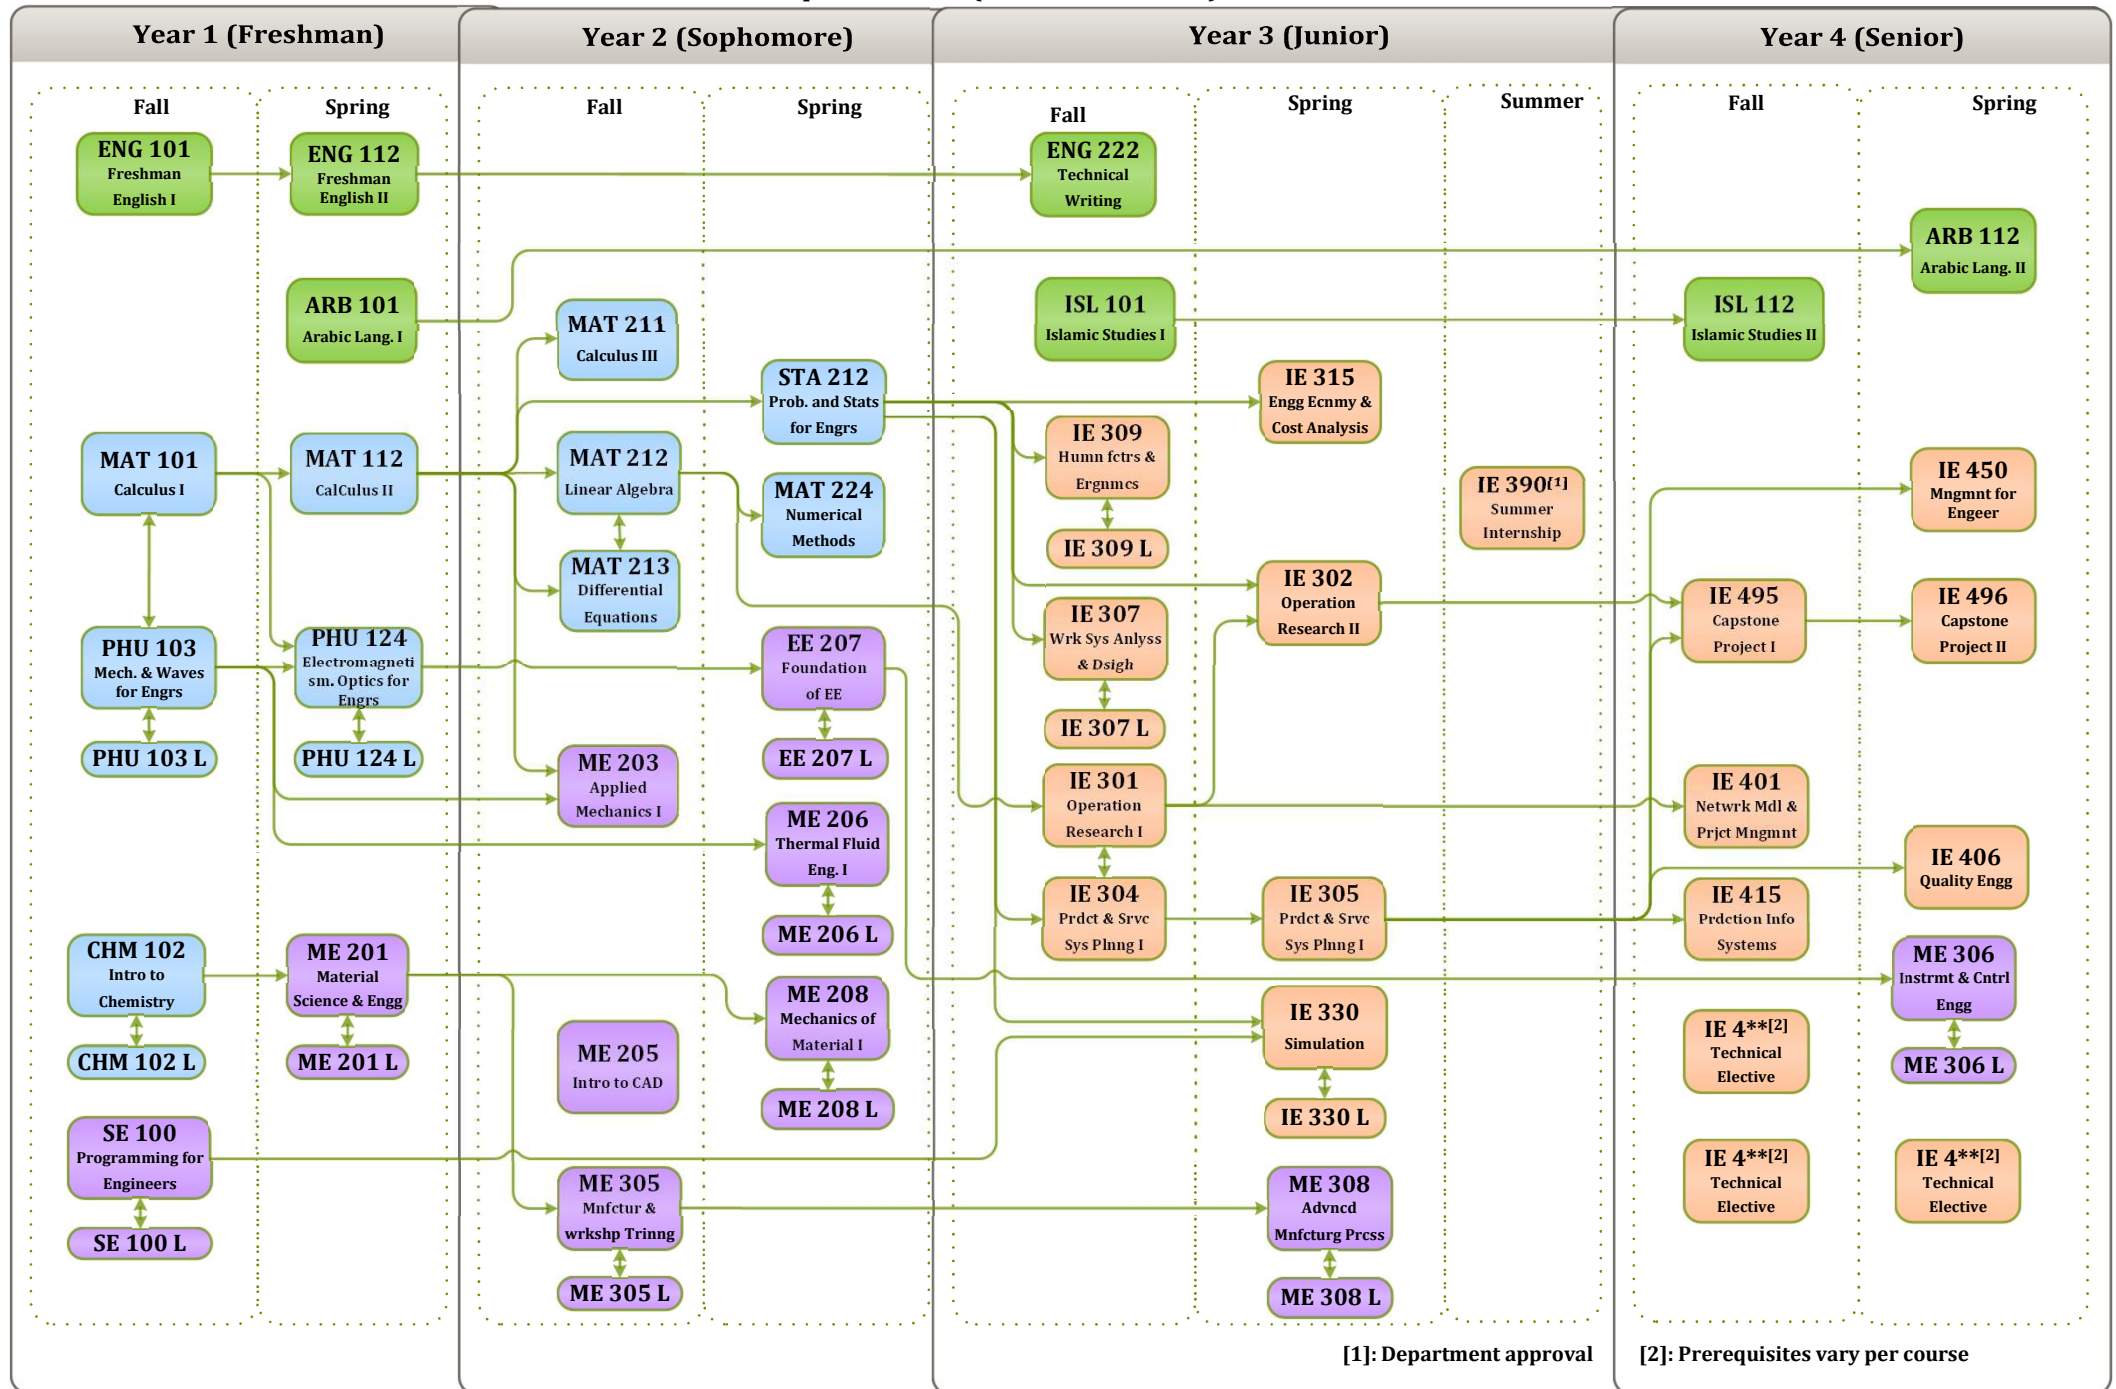 Year 1 (Freshman)
Year 2 (Sophomore)
Year 3 (Junior)
Year 4 (Senior)
Fall
Spring
Fall
Spring
Fall
Spring
Summer
Fall
Spring
ENG 101
Freshman
English I
ENG 112
Freshman
English II
ENG 222
Technical
Writing
ARB 112
Arabic Lang. II
ARB 101
Arabic Lang. I
ISL 101
Islamic Studies I
ISL 112
Islamic Studies II
MAT 211
Calculus III
STA 212
Prob. and Stats
for Engrs
IE 315
Engg Ecnmy &
Cost Analysis
MAT 101
Calculus I
MAT 112
CalCulus II
MAT 212
Linear Algebra
MAT 224
Numerical
Methods
IE 309
Humn fctrs &
Ergnmcs
IE 309 L
IE 390[1]
Summer
Internship
IE 450
Mngmnt for
Engeer
MAT 213
Differential
Equations
IE 302
Operation
Research II
IE 495
Capstone
Project I
IE 496
Capstone
Project II
PHU 103
Mech. & Waves
for Engrs
PHU 103 L
PHU 124
Electromagneti
sm. Optics for
Engrs
PHU 124 L
EE 207
Foundation
of EE
EE 207 L
IE 307
Wrk Sys Anlyss
& Dsigh
IE 307 L
ME 203
Applied
Mechanics I
IE 301
Operation
Research I
IE 401
Netwrk Mdl &
Prjct Mngmnt
ME 206
Thermal Fluid
Eng. I
ME 206 L
IE 304
Prdct & Srvc
Sys Plnng I
IE 305
Prdct & Srvc
Sys Plnng I
IE 415
Prdction Info
Systems
IE 406
Quality Engg
CHM 102
Intro to
Chemistry
CHM 102 L
ME 201
Material
Science & Engg
ME 201 L
ME 205
Intro to CAD
ME 208
Mechanics of
Material I
ME 208 L
IE 330
Simulation
IE 330 L
IE 4**[2]
Technical
Elective
ME 306
Instrmt & Cntrl
Engg
ME 306 L
SE 100
Programming for
Engineers
SE 100 L
ME 305
Mnfctur &
wrkshp Trinng
ME 305 L
ME 308
Advncd
Mnfcturg Prcss
ME 308 L
IE 4**[2]
Technical
Elective
IE 4**[2]
Technical
Elective
[1]: Department approval
[2]: Prerequisites vary per course